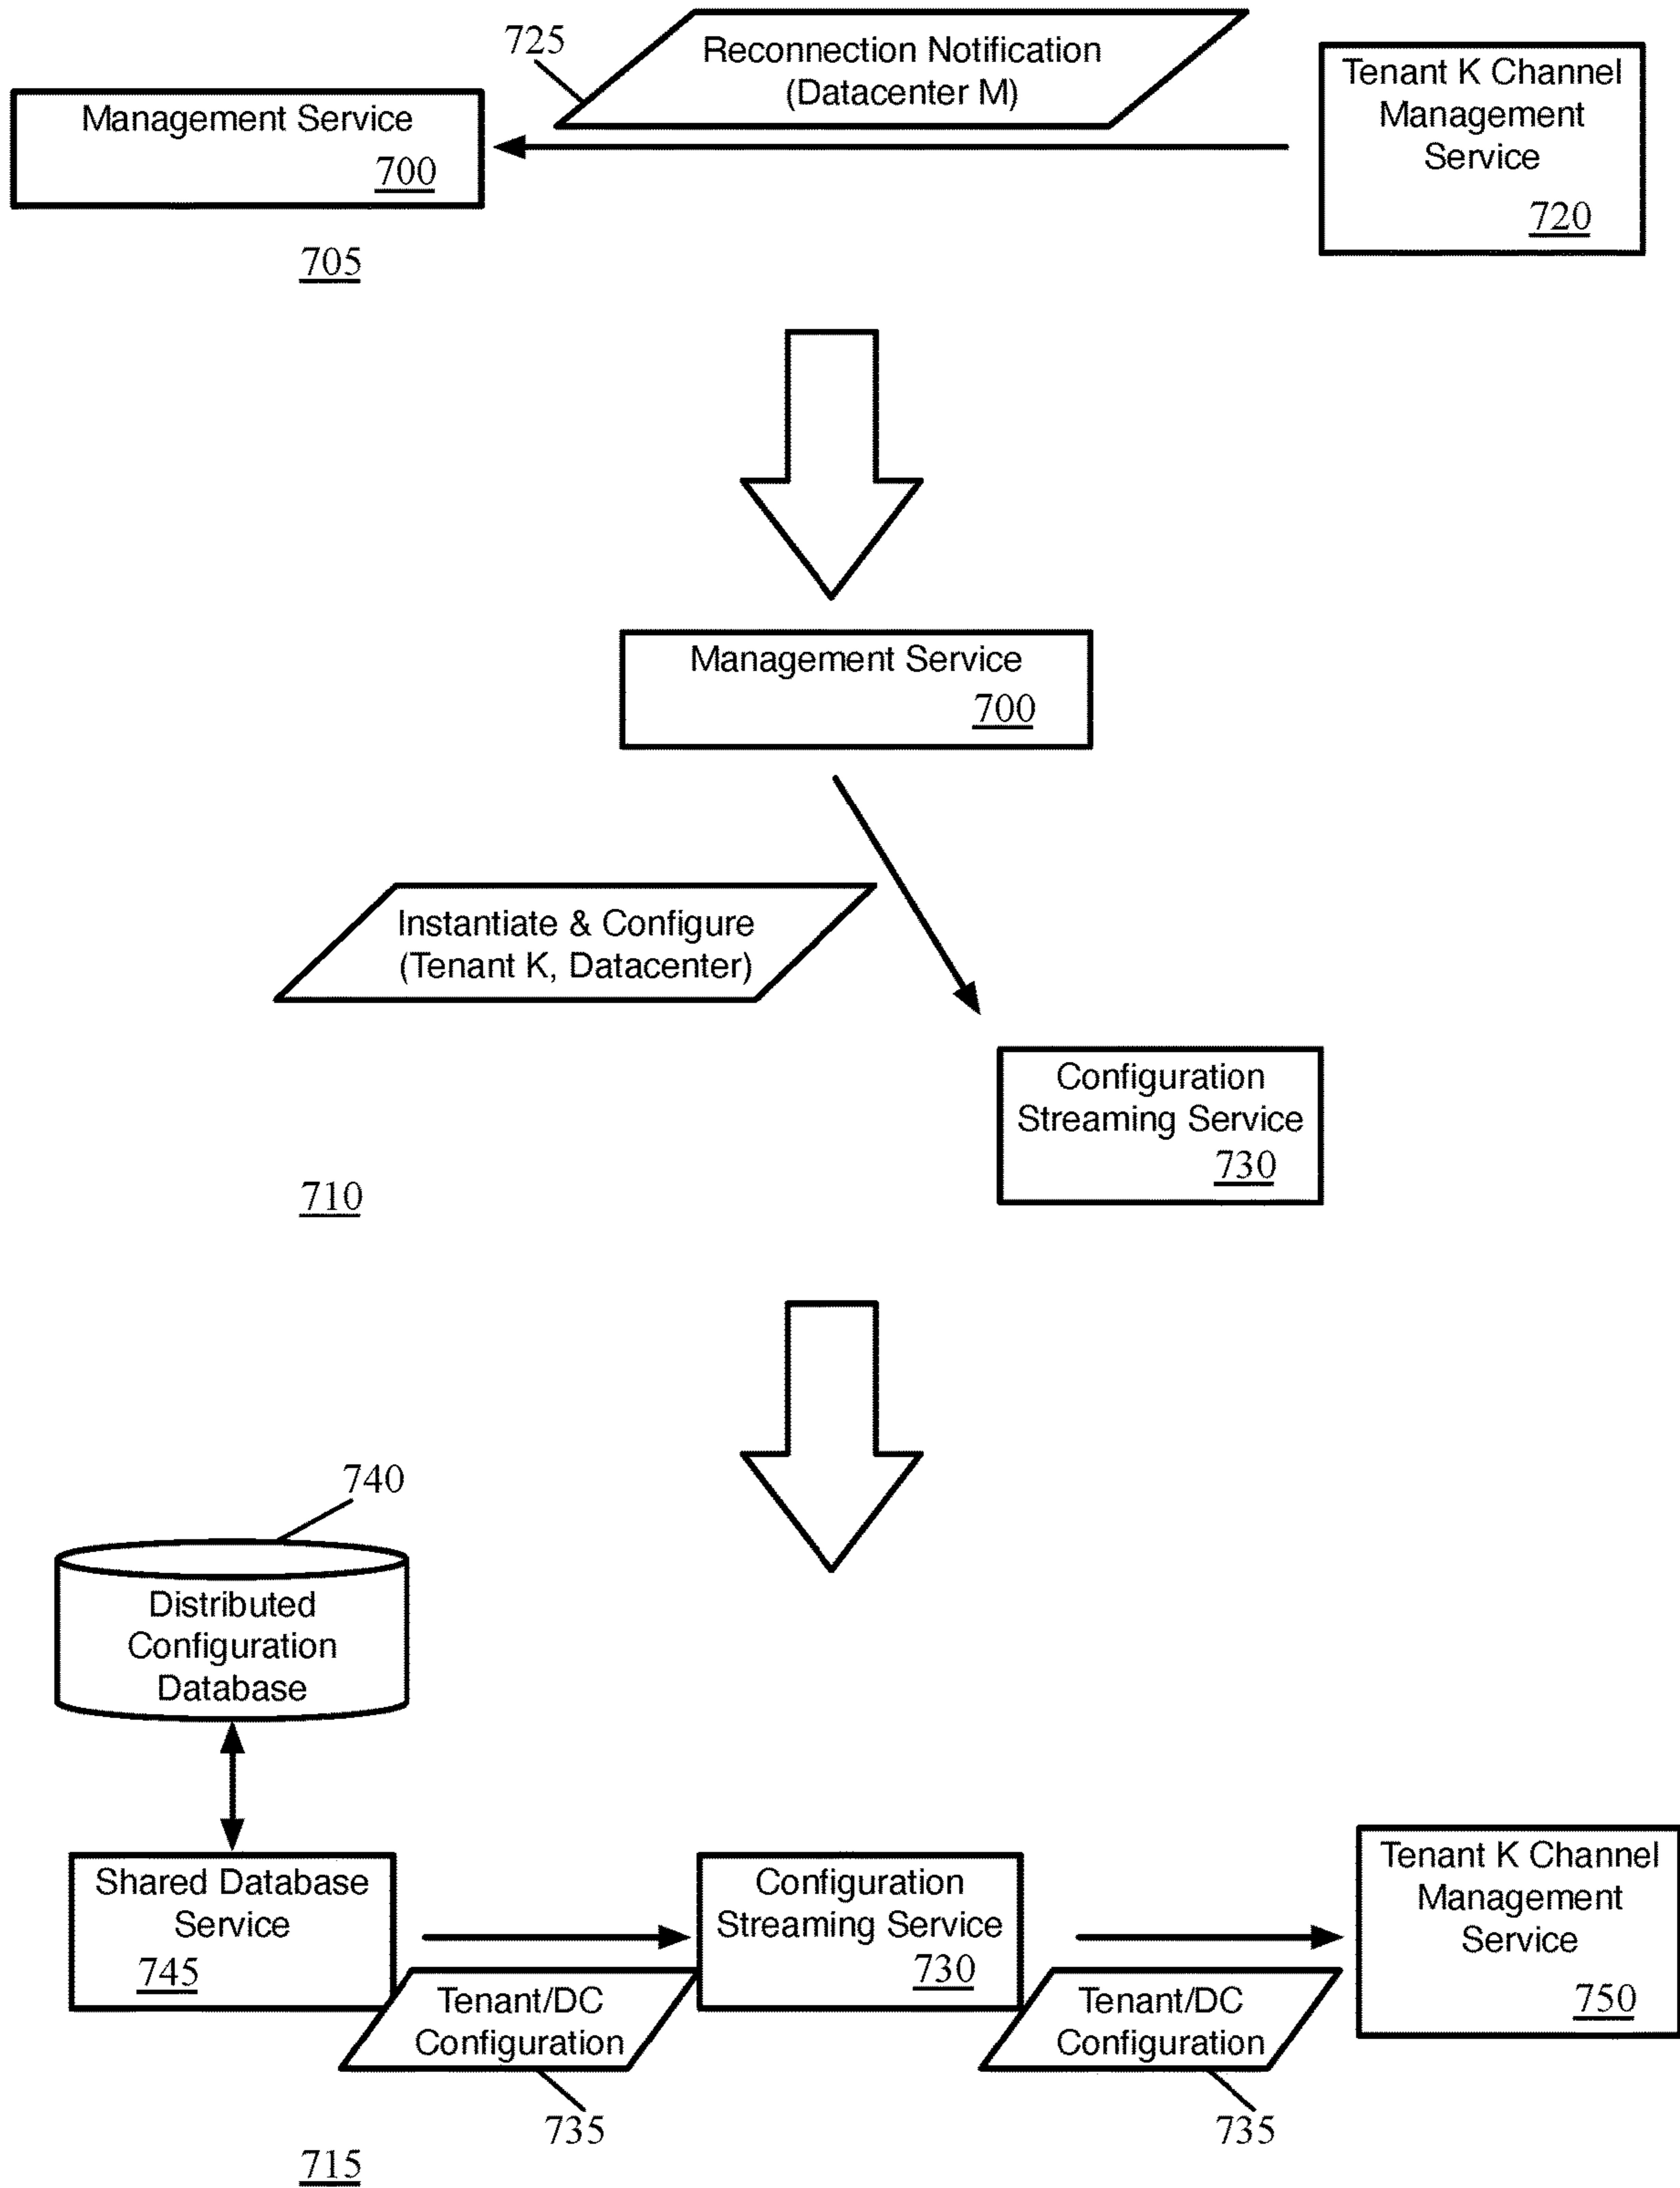 725
Reconnection Notification
(Datacenter M)
Management Service
700
Tenant K Channel
Management
Service
720
705
Management Service
700
Instantiate & Configure
(Tenant K, Datacenter)
Configuration
Streaming Service
730
710
740
Distributed
Configuration
Database
Shared Database
Service
745
Configuration
Streaming Service
730
Tenant K Channel
Management
Service
750
Tenant/DC
Configuration
Tenant/DC
Configuration
735
735
715